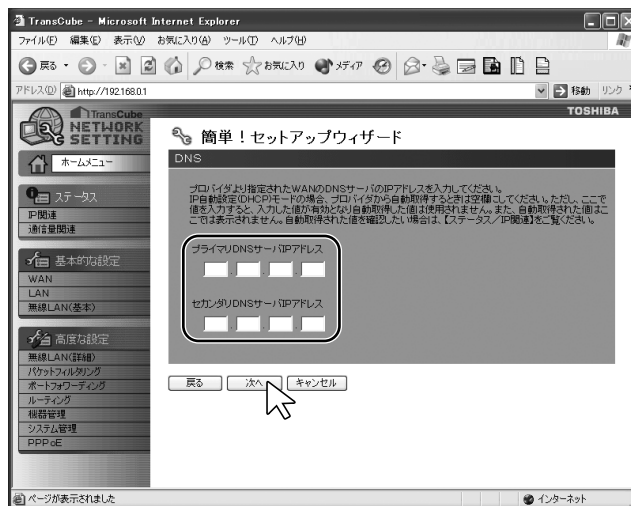 TransCube - Microsoft Internet Explorer
ファイル(F) 編集(E) 表示(V) お気に入り(A) ツール(T) ヘルプ(H)
戻る 検索 お気に入り メディア
アドレス(D) http://192.168.0.1 移動 リンク
TOSHIBA
TransCube
NETWORK
SETTING
ホームメニュー
ステータス
IP関連
通信量関連
基本的な設定
WAN
LAN
無線LAN(基本)
高度な設定
無線LAN(詳細)
パケットフィルタリング
ポートフォワーディング
ルーティング
機器管理
システム管理
PPPoE
簡単!セットアップウィザード
DNS
プロバイダより指定されたWANのDNSサーバのIPアドレスを入力してください。
IP自動設定(DHCP)モードの場合、プロバイダから自動取得するときは空欄にしてください。ただし、ここで
値を入力すると、入力した値が有効となり自動取得した値は使用されません。また、自動取得された値はこ
こでは表示されません。自動取得された値を確認したい場合は、【ステータス/IP関連】をご覧ください。
プライマリDNSサーバIPアドレス
. . .
セカンダリDNSサーバIPアドレス
. . .
戻る 次へ キャンセル
ページが表示されました インターネット